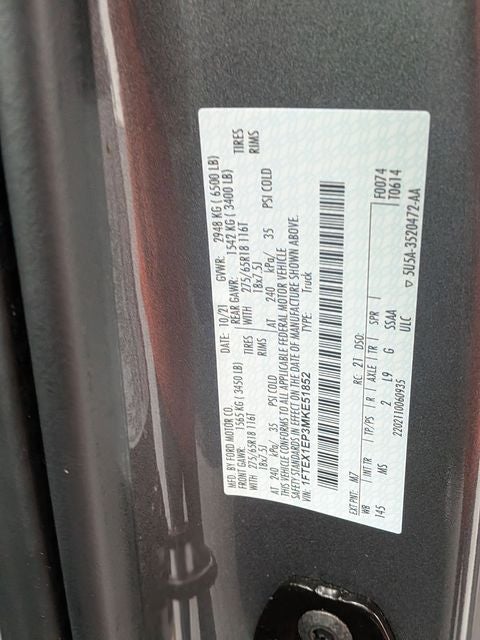 MFD. BY FORD MOTOR CO. DATE: 10/21 GVWR: 2948 KG ( 6500 LB)
FRONT GAWR: 1565 KG (3450 LB) REAR GAWR: 1542 KG ( 3400 LB)
WITH 275/65R18 116T TIRES WITH 275/65R18 116T TIRES
18x7.5J RIMS 18x7.5J RIMS
AT 240 kPa/ 35 PSI COLD AT 240 kPa/ 35 PSI COLD
THIS VEHICLE CONFORMS TO ALL APPLICABLE FEDERAL MOTOR VEHICLE
SAFETY STANDARDS IN EFFECT ON THE DATE OF MANUFACTURE SHOWN ABOVE.
VIN: 1FTEX1EP3MKE51852 TYPE: Truck
EXT PNT: M7 RC: 21 DSO: F0074
WB INT TR TP/PS R AXLE TR SPR T0614
145 MS 2 L9 G SSAA
2202110060935 ULC ▽ 5U5A-3520472-AA